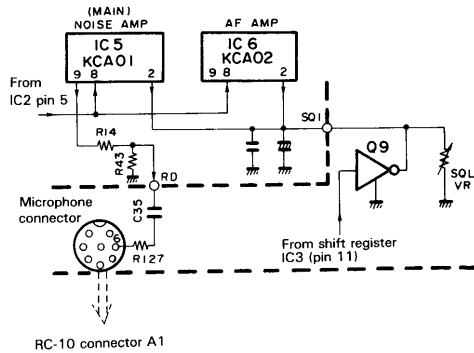 (MAIN)
NOISE AMP
AF AMP
IC5
KCA01
9 8 2
IC6
KCA02
9 8 2
From
IC2 pin 5
R14
R43
RD
SQ1
Q9
SQL
VR
C35
Microphone
connector
6
R127
From shift register
IC3 (pin 11)
RC-10 connector A1